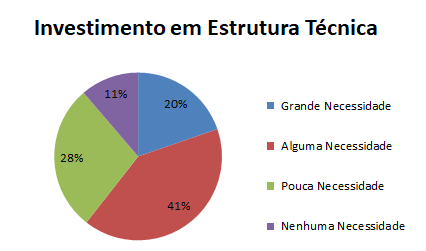 Investimento em Estrutura Técnica
11%
20%
28%
41%
Grande Necessidade
Alguma Necessidade
Pouca Necessidade
Nenhuma Necessidade